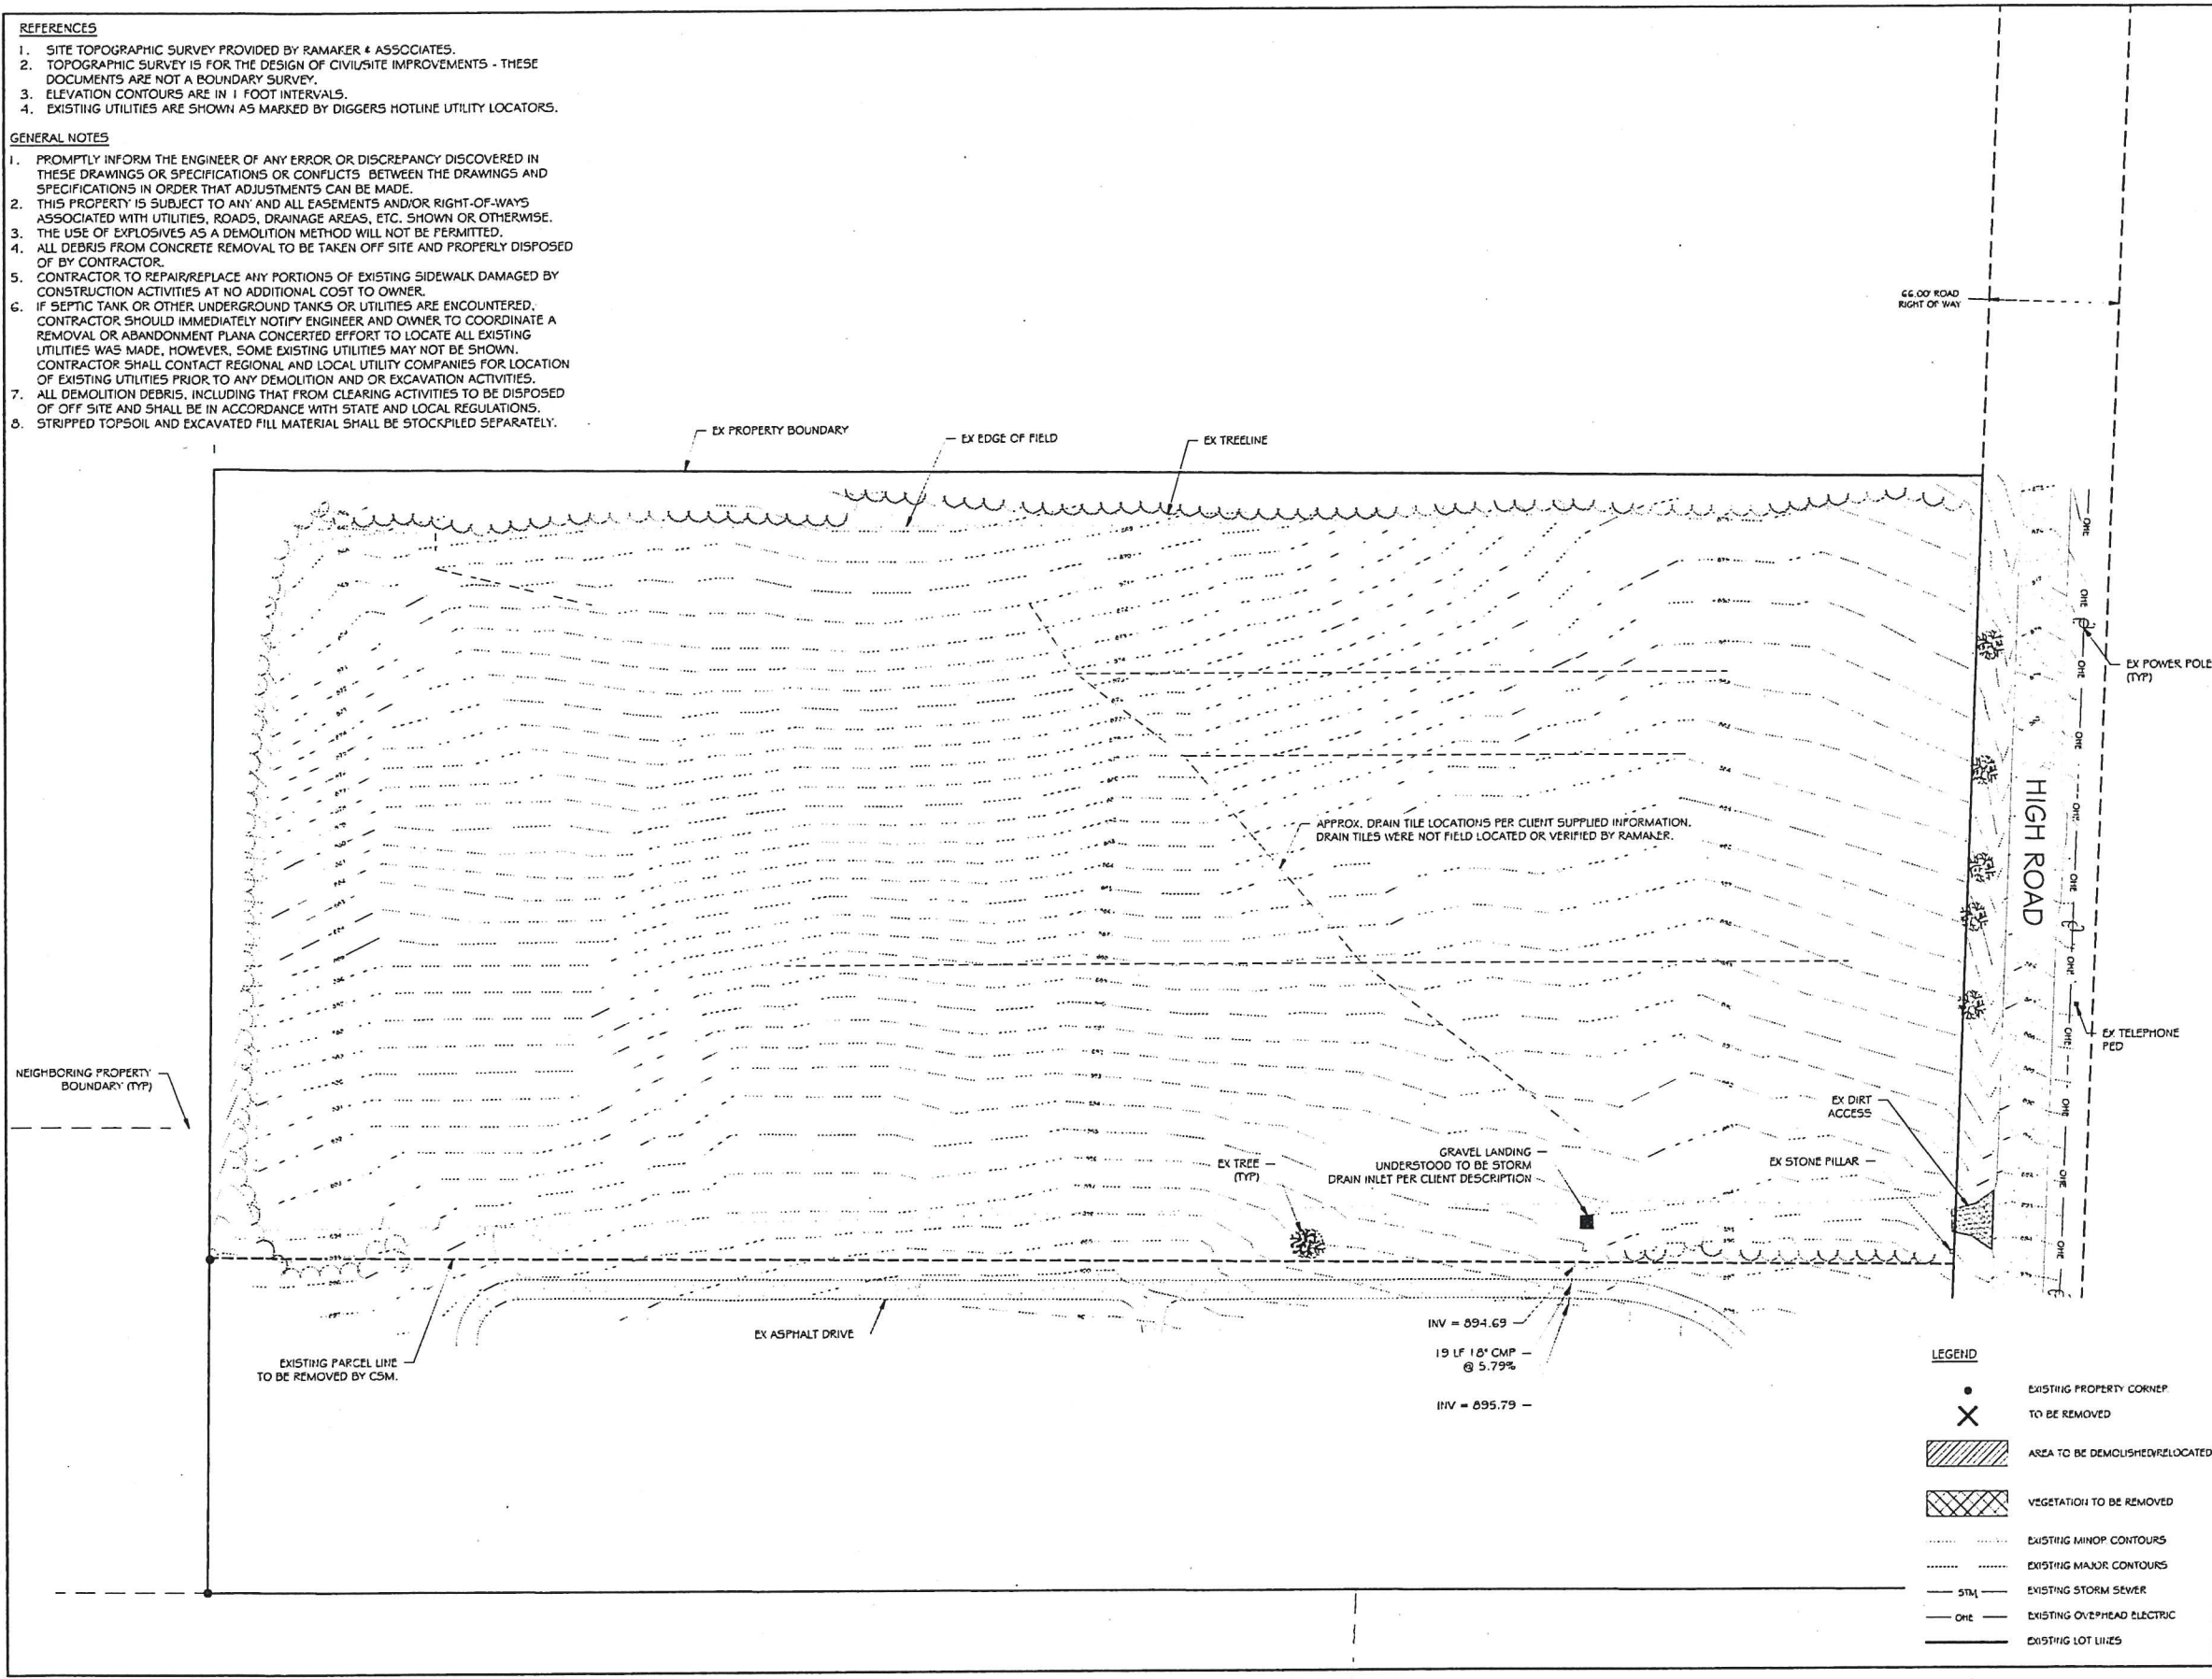 REFERENCES
1. SITE TOPOGRAPHIC SURVEY PROVIDED BY RAMAKER & ASSOCIATES.
2. TOPOGRAPHIC SURVEY IS FOR THE DESIGN OF CIVIL/SITE IMPROVEMENTS - THESE
DOCUMENTS ARE NOT A BOUNDARY SURVEY.
3. ELEVATION CONTOURS ARE IN 1 FOOT INTERVALS.
4. EXISTING UTILITIES ARE SHOWN AS MARKED BY DIGGERS HOTLINE UTILITY LOCATORS.
GENERAL NOTES
1. PROMPTLY INFORM THE ENGINEER OF ANY ERROR OR DISCREPANCY DISCOVERED IN
THESE DRAWINGS OR SPECIFICATIONS OR CONFLICTS BETWEEN THE DRAWINGS AND
SPECIFICATIONS IN ORDER THAT ADJUSTMENTS CAN BE MADE.
2. THIS PROPERTY IS SUBJECT TO ANY AND ALL EASEMENTS AND/OR RIGHT-OF-WAYS
ASSOCIATED WITH UTILITIES, ROADS, DRAINAGE AREAS, ETC. SHOWN OR OTHERWISE.
3. THE USE OF EXPLOSIVES AS A DEMOLITION METHOD WILL NOT BE PERMITTED.
4. ALL DEBRIS FROM CONCRETE REMOVAL TO BE TAKEN OFF SITE AND PROPERLY DISPOSED
OF BY CONTRACTOR.
5. CONTRACTOR TO REPAIR/REPLACE ANY PORTIONS OF EXISTING SIDEWALK DAMAGED BY
CONSTRUCTION ACTIVITIES AT NO ADDITIONAL COST TO OWNER.
6. IF SEPTIC TANK OR OTHER UNDERGROUND TANKS OR UTILITIES ARE ENCOUNTERED,
CONTRACTOR SHOULD IMMEDIATELY NOTIFY ENGINEER AND OWNER TO COORDINATE A
REMOVAL OR ABANDONMENT PLANA CONCERTED EFFORT TO LOCATE ALL EXISTING
UTILITIES WAS MADE, HOWEVER, SOME EXISTING UTILITIES MAY NOT BE SHOWN.
CONTRACTOR SHALL CONTACT REGIONAL AND LOCAL UTILITY COMPANIES FOR LOCATION
OF EXISTING UTILITIES PRIOR TO ANY DEMOLITION AND OR EXCAVATION ACTIVITIES.
7. ALL DEMOLITION DEBRIS, INCLUDING THAT FROM CLEARING ACTIVITIES TO BE DISPOSED
OF OFF SITE AND SHALL BE IN ACCORDANCE WITH STATE AND LOCAL REGULATIONS.
8. STRIPPED TOPSOIL AND EXCAVATED FILL MATERIAL SHALL BE STOCKPILED SEPARATELY.
66.00' ROAD
RIGHT OF WAY
EX PROPERTY BOUNDARY
EX EDGE OF FIELD
EX TREELINE
OHE
OHE
OHE
EX POWER POLE
(TYP)
OHE
HIGH ROAD
OHE
APPROX. DRAIN TILE LOCATIONS PER CLIENT SUPPLIED INFORMATION.
DRAIN TILES WERE NOT FIELD LOCATED OR VERIFIED BY RAMAKER.
OHE
OHE
OHE
EX TELEPHONE
PED
NEIGHBORING PROPERTY
BOUNDARY (TYP)
EX DIRT
ACCESS
OHE
GRAVEL LANDING
UNDERSTOOD TO BE STORM
DRAIN INLET PER CLIENT DESCRIPTION
EX TREE
(TYP)
EX STONE PILLAR
OHE
OHE
EX ASPHALT DRIVE
EXISTING PARCEL LINE
TO BE REMOVED BY CSM.
INV = 894.69
19 LF 18" CMP
@ 5.79%
INV = 895.79
LEGEND
EXISTING PROPERTY CORNER
TO BE REMOVED
AREA TO BE DEMOLISHED/RELOCATED
VEGETATION TO BE REMOVED
EXISTING MINOR CONTOURS
EXISTING MAJOR CONTOURS
STM EXISTING STORM SEWER
OHE EXISTING OVERHEAD ELECTRIC
EXISTING LOT LINES